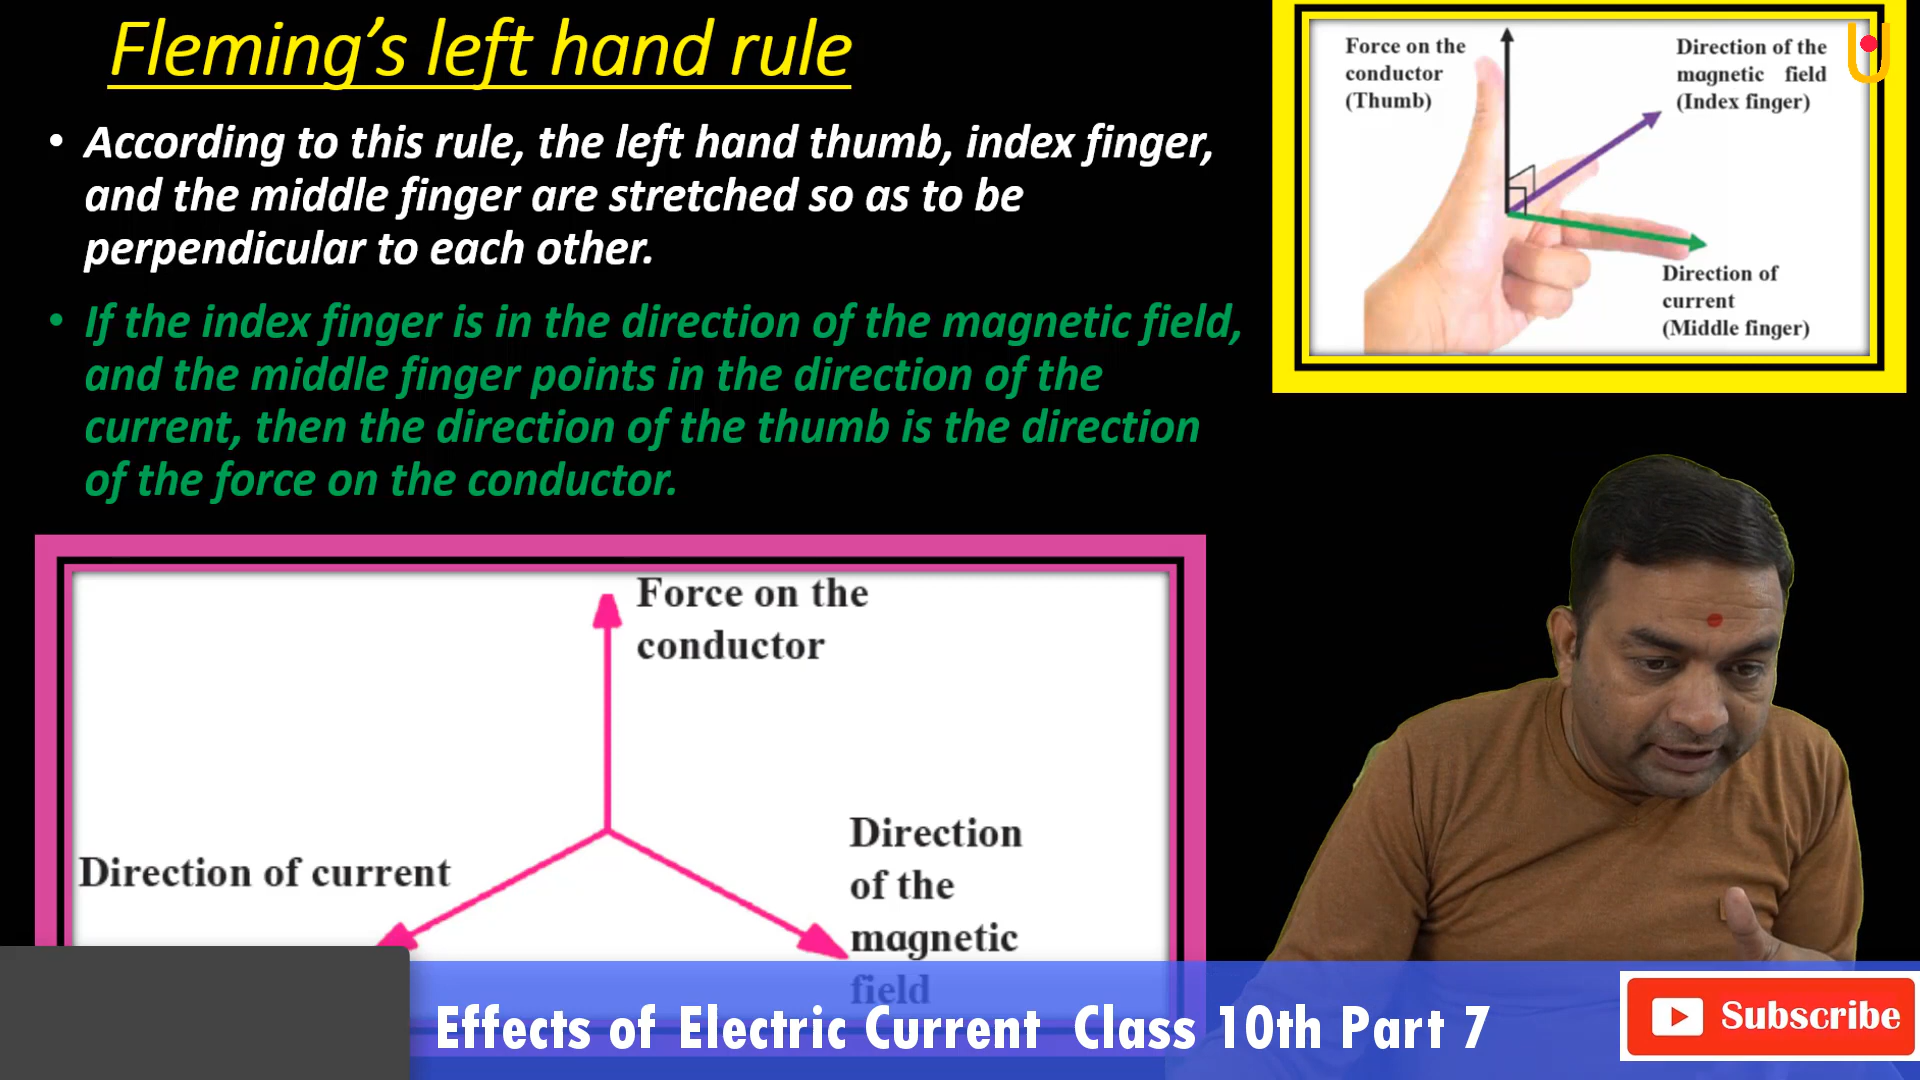 Fleming’s left hand rule
• According to this rule, the left hand thumb, index finger,
and the middle finger are stretched so as to be
perpendicular to each other.
• If the index finger is in the direction of the magnetic field,
and the middle finger points in the direction of the
current, then the direction of the thumb is the direction
of the force on the conductor.
Force on the
conductor
(Thumb)
Direction of the
magnetic field
(Index finger)
Direction of
current
(Middle finger)
Force on the
conductor
Direction of current
Direction
of the
magnetic
field
Effects of Electric Current Class 10th Part 7
Subscribe